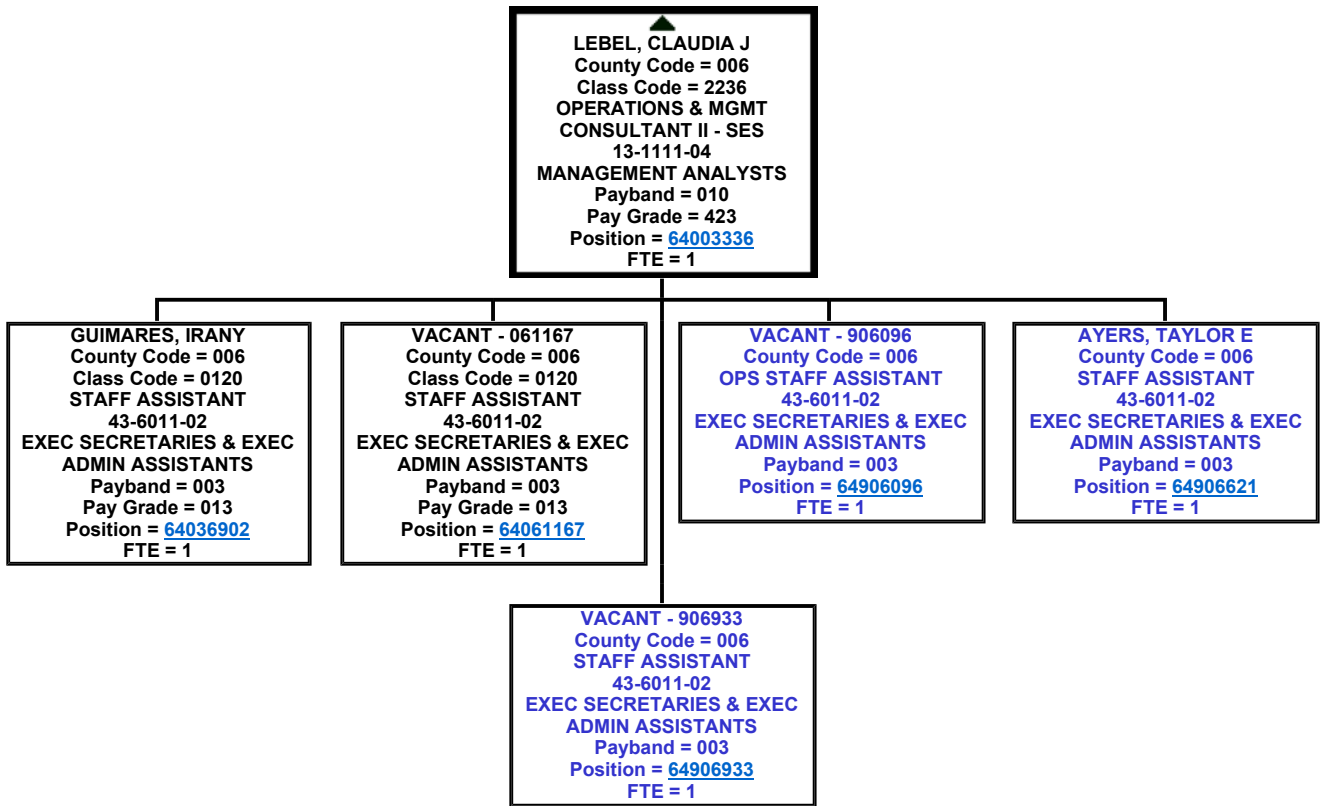 LEBEL, CLAUDIA J
County Code = 006
Class Code = 2236
OPERATIONS & MGMT
CONSULTANT II - SES
13-1111-04
MANAGEMENT ANALYSTS
Payband = 010
Pay Grade = 423
Position = 64003336
FTE = 1
GUIMARES, IRANY
County Code = 006
Class Code = 0120
STAFF ASSISTANT
43-6011-02
EXEC SECRETARIES & EXEC
ADMIN ASSISTANTS
Payband = 003
Pay Grade = 013
Position = 64036902
FTE = 1
VACANT - 061167
County Code = 006
Class Code = 0120
STAFF ASSISTANT
43-6011-02
EXEC SECRETARIES & EXEC
ADMIN ASSISTANTS
Payband = 003
Pay Grade = 013
Position = 64061167
FTE = 1
VACANT - 906096
County Code = 006
OPS STAFF ASSISTANT
43-6011-02
EXEC SECRETARIES & EXEC
ADMIN ASSISTANTS
Payband = 003
Position = 64906096
FTE = 1
AYERS, TAYLOR E
County Code = 006
STAFF ASSISTANT
43-6011-02
EXEC SECRETARIES & EXEC
ADMIN ASSISTANTS
Payband = 003
Position = 64906621
FTE = 1
VACANT - 906933
County Code = 006
STAFF ASSISTANT
43-6011-02
EXEC SECRETARIES & EXEC
ADMIN ASSISTANTS
Payband = 003
Position = 64906933
FTE = 1